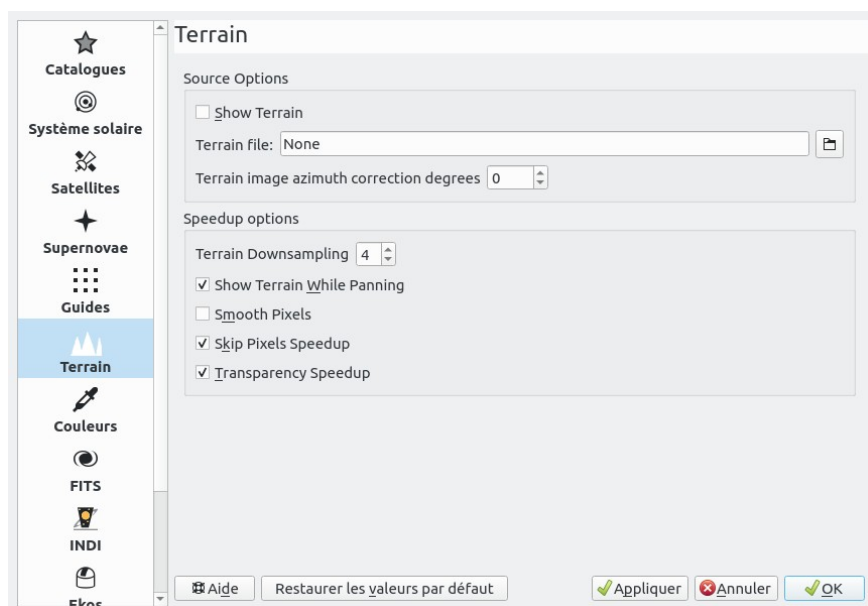 Terrain
Catalogues
Système solaire
Satellites
Supernovae
Guides
Terrain
Couleurs
FITS
INDI
Ekos
Source Options
Show Terrain
Terrain file: None
Terrain image azimuth correction degrees 0
Speedup options
Terrain Downsampling 4
Show Terrain While Panning
Smooth Pixels
Skip Pixels Speedup
Transparency Speedup
Aide
Restaurer les valeurs par défaut
Appliquer
Annuler
OK